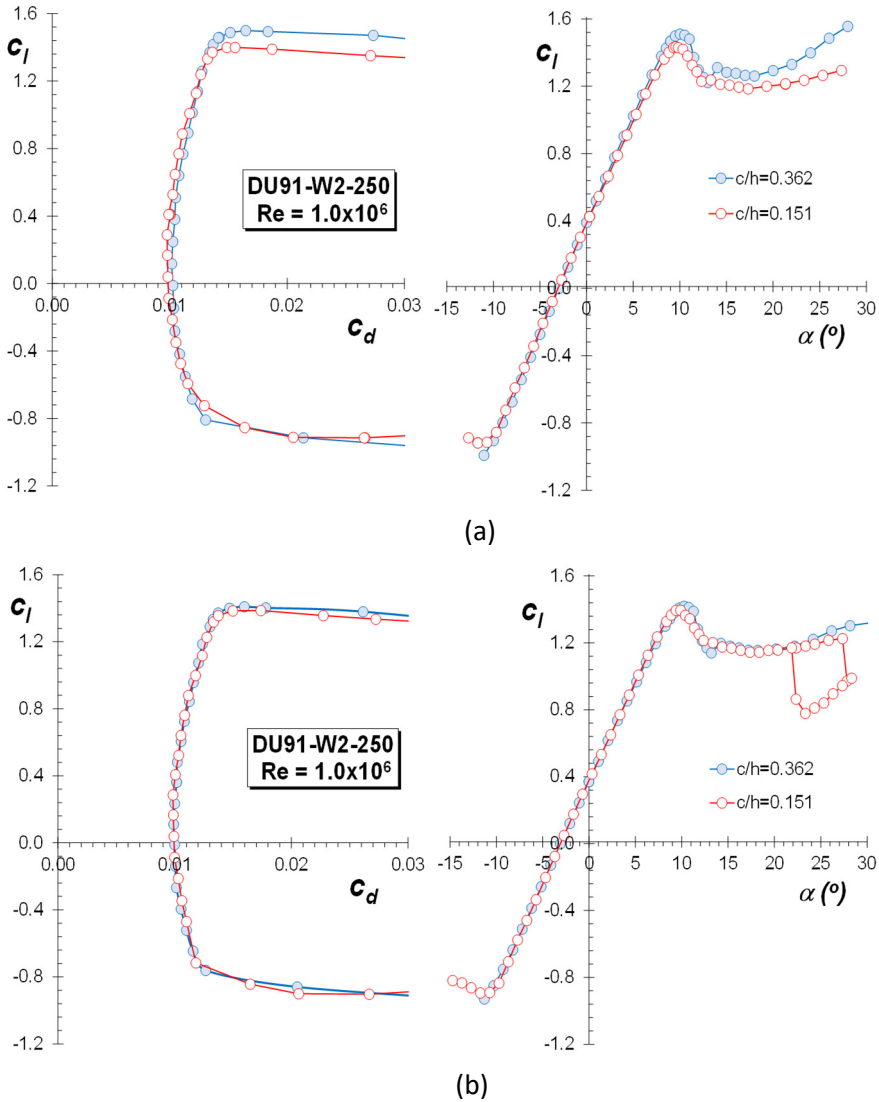 1.6
c_l
1.2
0.8
0.4
0.0
-0.4
-0.8
-1.2
0.00 0.01 0.02 0.03
c_d
DU91-W2-250
Re = 1.0x10⁶
1.6
c_l
1.2
0.8
0.4
0.0
-0.4
-0.8
-1.2
-15 -10 -5 0 5 10 15 20 25 30
α (º)
c/h=0.362
c/h=0.151
(a)
1.6
c_l
1.2
0.8
0.4
0.0
-0.4
-0.8
-1.2
0.00 0.01 0.02 0.03
c_d
DU91-W2-250
Re = 1.0x10⁶
1.6
c_l
1.2
0.8
0.4
0.0
-0.4
-0.8
-1.2
-15 -10 -5 0 5 10 15 20 25 30
α (º)
c/h=0.362
c/h=0.151
(b)